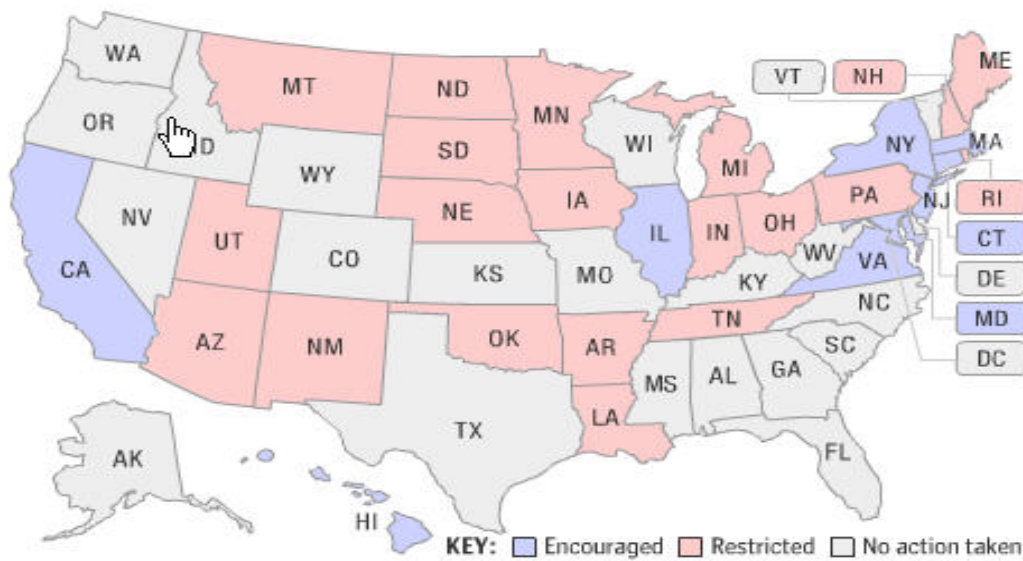 WA
MT
ND
MN
ME
VT
NH
OR
D
SD
WI
NY
MA
WY
MI
NV
UT
NE
IA
IL
IN
OH
PA
NJ
RI
CA
CO
KS
MO
KY
WV
VA
CT
DE
AZ
NM
OK
AR
TN
NC
MD
SC
DC
MS
AL
GA
LA
TX
FL
AK
HI
KEY: Encouraged Restricted No action taken